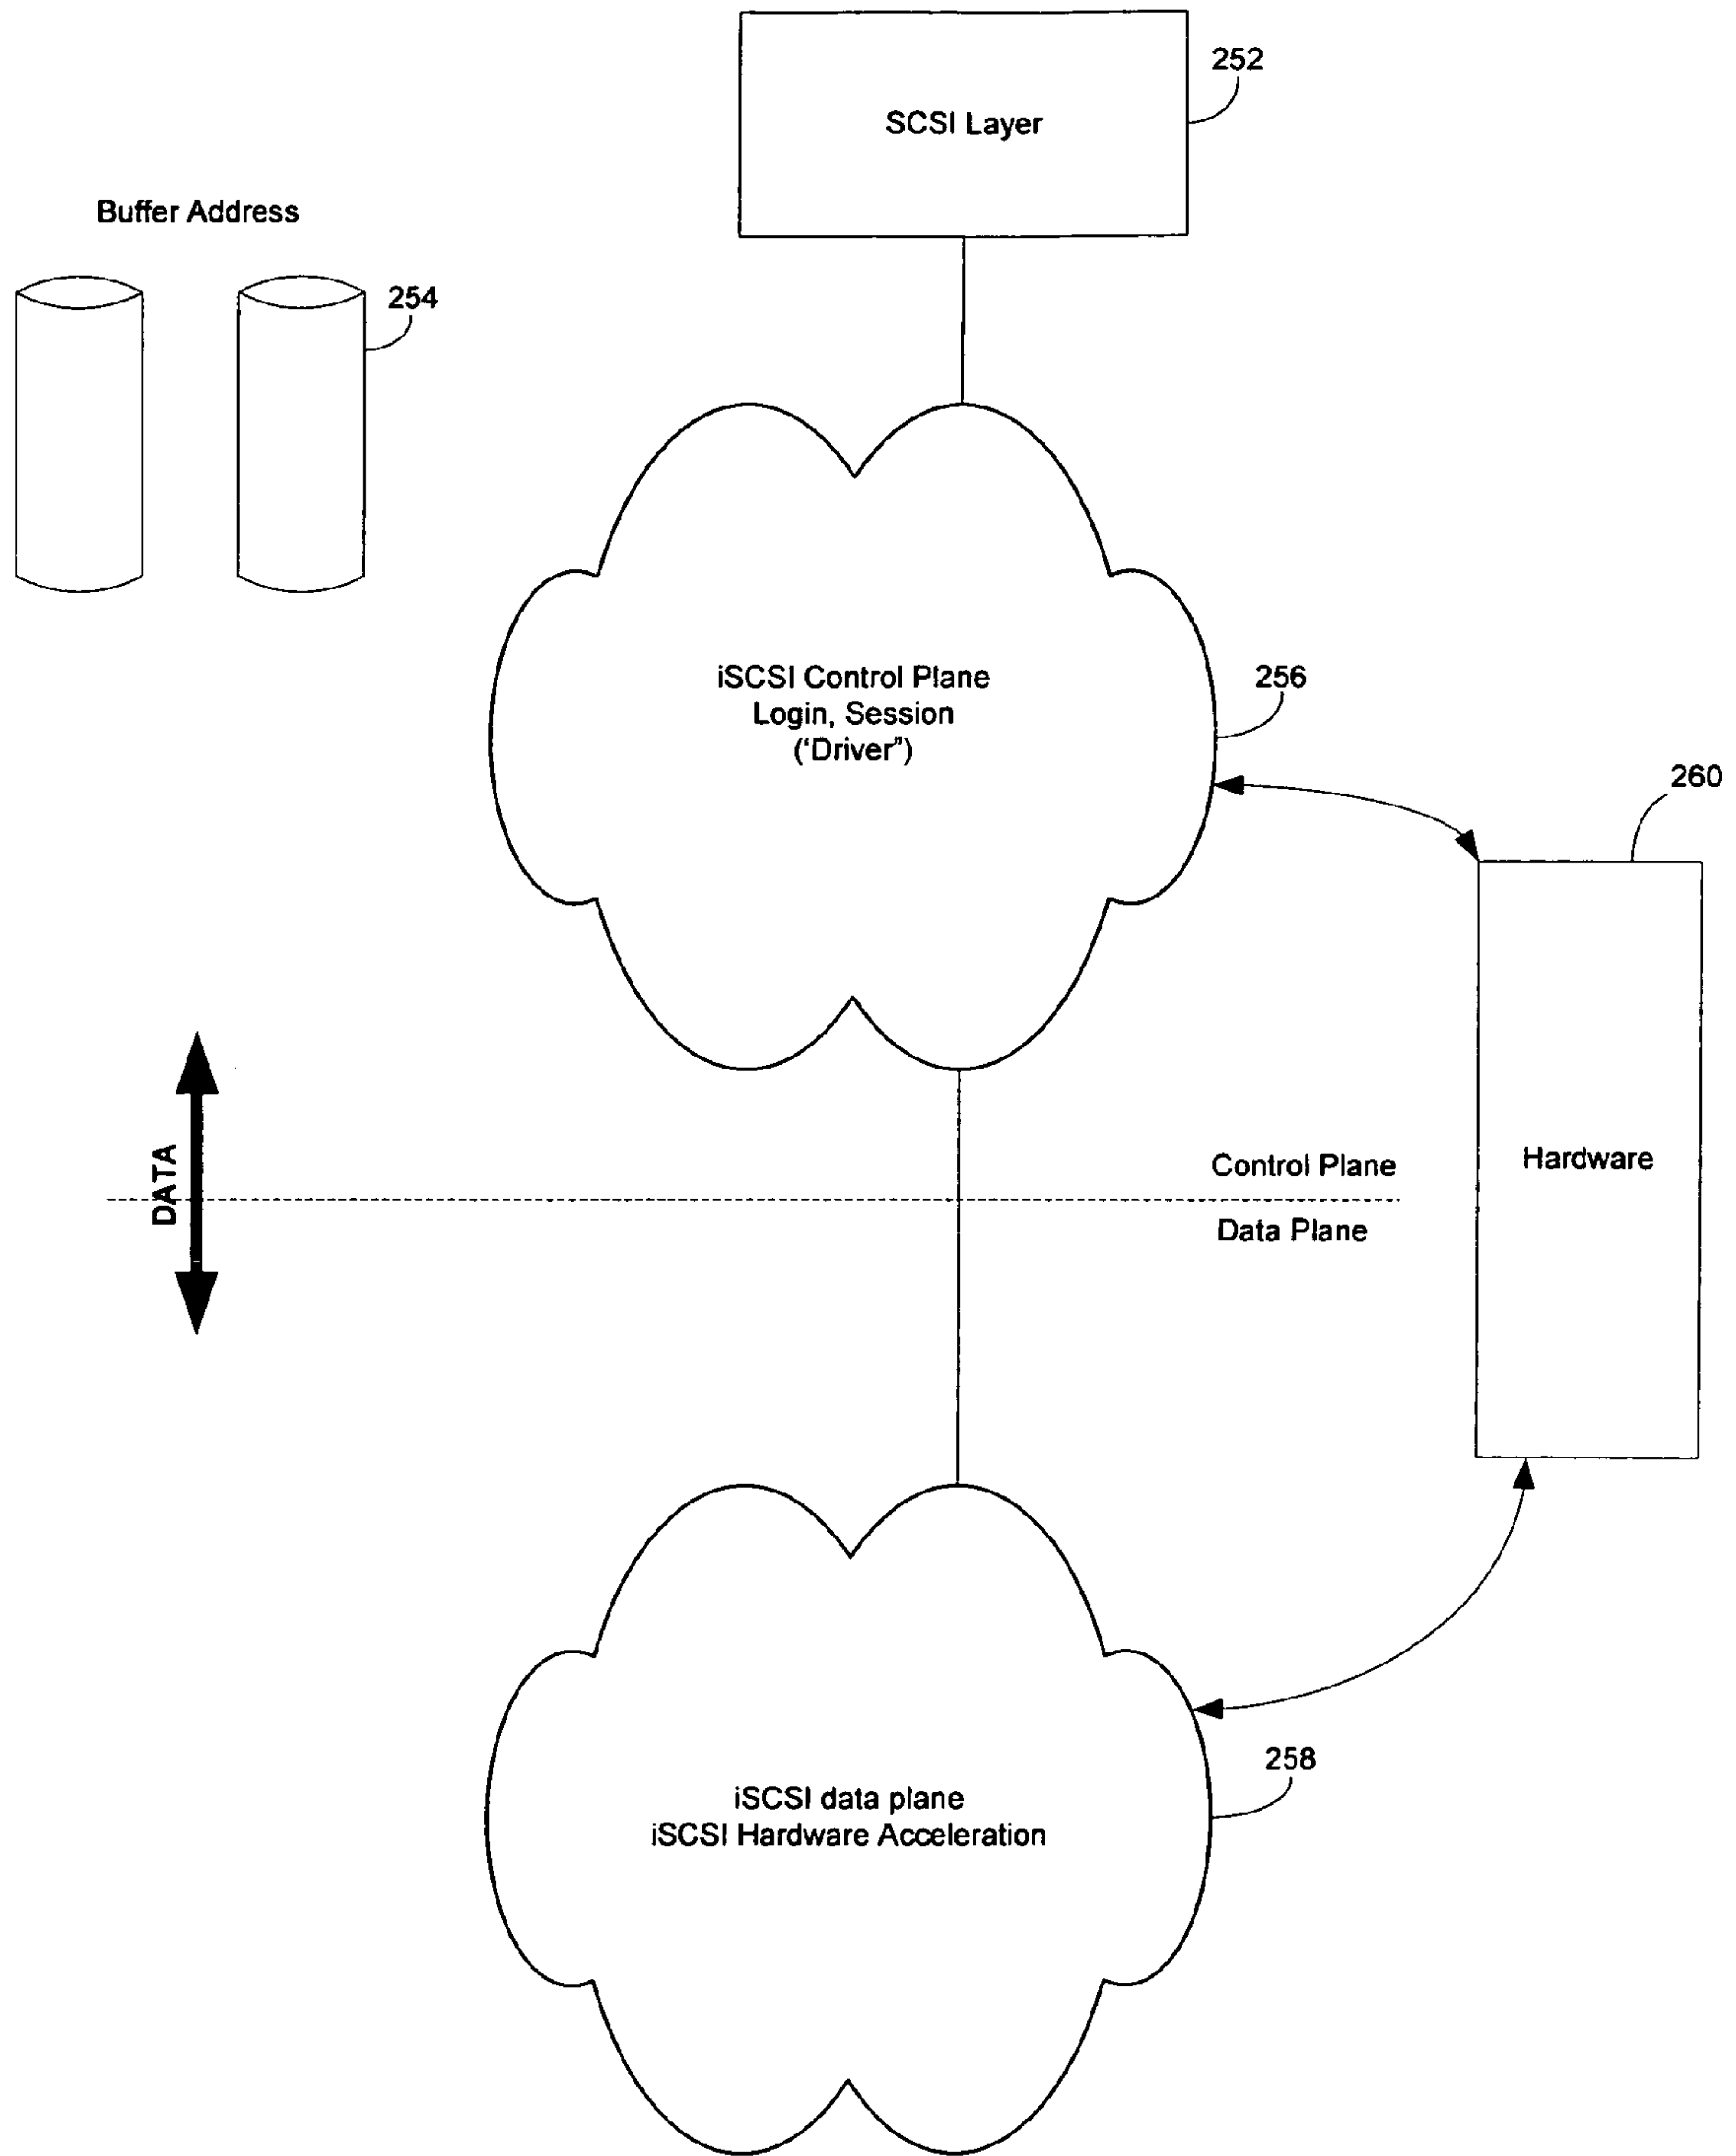 252
SCSI Layer
Buffer Address
254
iSCSI Control Plane
Login, Session
(‘Driver”)
256
260
Hardware
DATA
Control Plane
Data Plane
258
iSCSI data plane
iSCSI Hardware Acceleration